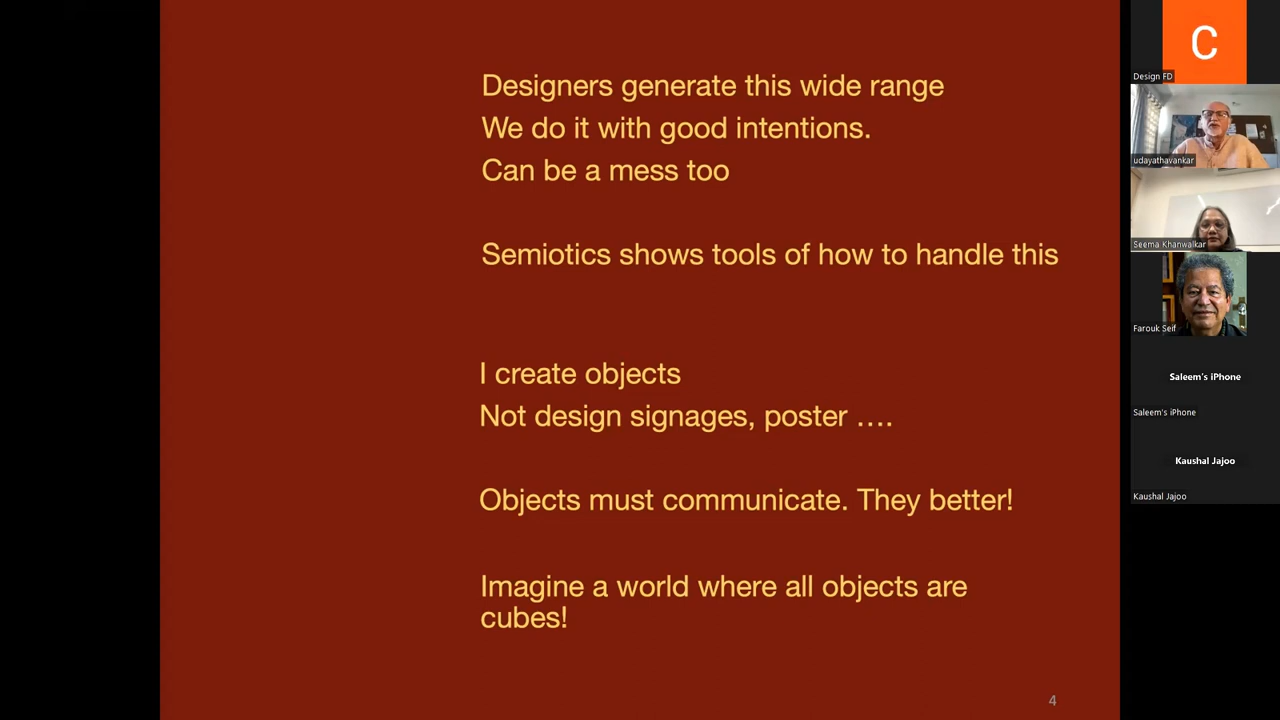 Designers generate this wide range
We do it with good intentions.
Can be a mess too
Semiotics shows tools of how to handle this
I create objects
Not design signages, poster ….
Objects must communicate. They better!
Imagine a world where all objects are
cubes!
4
C
Design FD
udayathavankar
Seema Khanwalkar
Farouk Seif
Saleem's iPhone
Saleem's iPhone
Kaushal Jajoo
Kaushal Jajoo